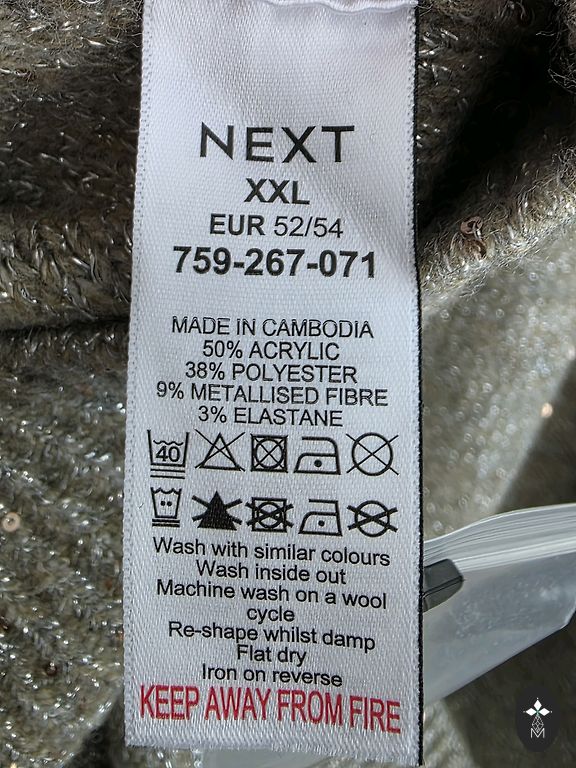 NEXT
XXL
EUR 52/54
759-267-071
MADE IN CAMBODIA
50% ACRYLIC
38% POLYESTER
9% METALLISED FIBRE
3% ELASTANE
40
Wash with similar colours
Wash inside out
Machine wash on a wool
cycle
Re-shape whilst damp
Flat dry
Iron on reverse
KEEP AWAY FROM FIRE
M